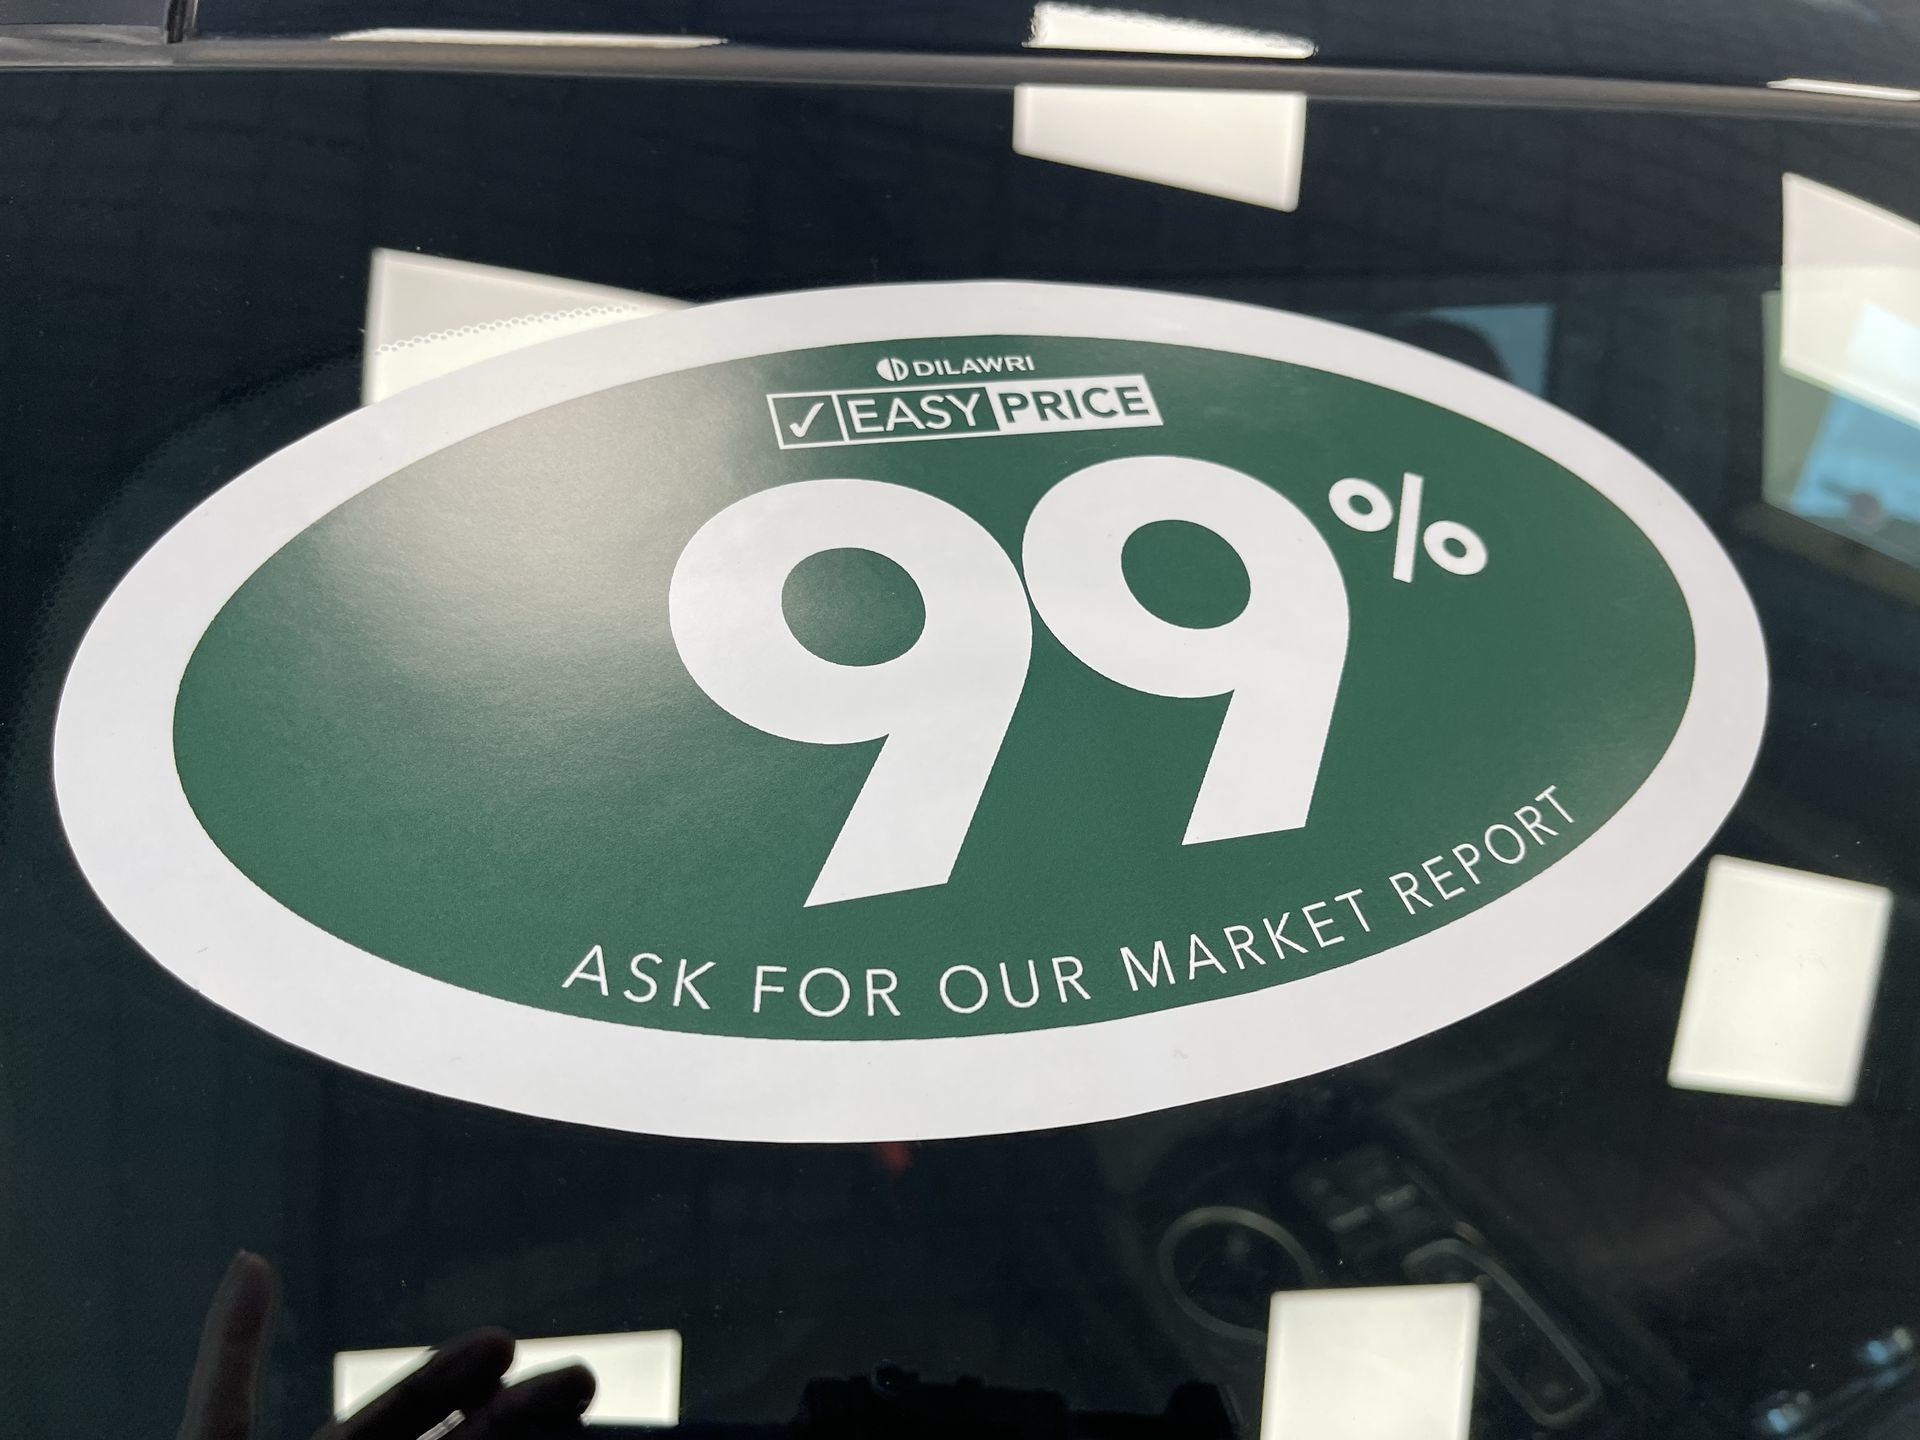 DILAWRI
✓ EASY PRICE
99%
ASK FOR OUR MARKET REPORT